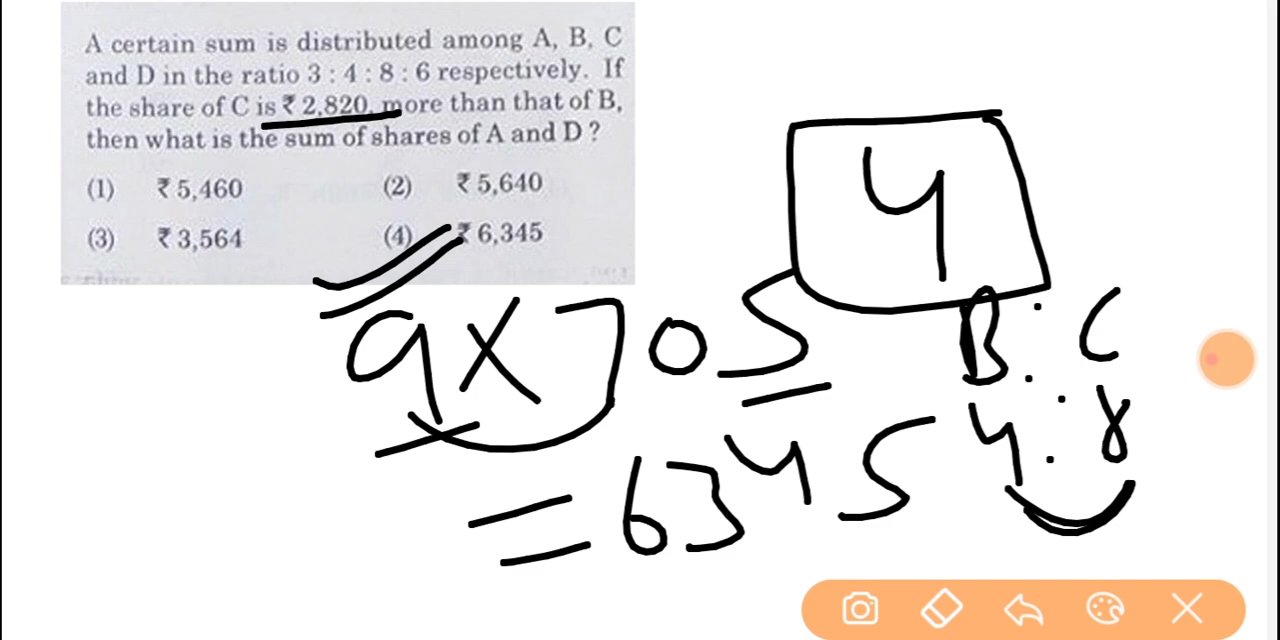 A certain sum is distributed among A, B, C
and D in the ratio 3 : 4 : 8 : 6 respectively. If
the share of C is ₹ 2,820, more than that of B,
then what is the sum of shares of A and D ?
(1) ₹ 5,460 (2) ₹ 5,640
(3) ₹ 3,564 (4) ₹ 6,345
4
B : C
9 x 705
4 : 8
= 6345